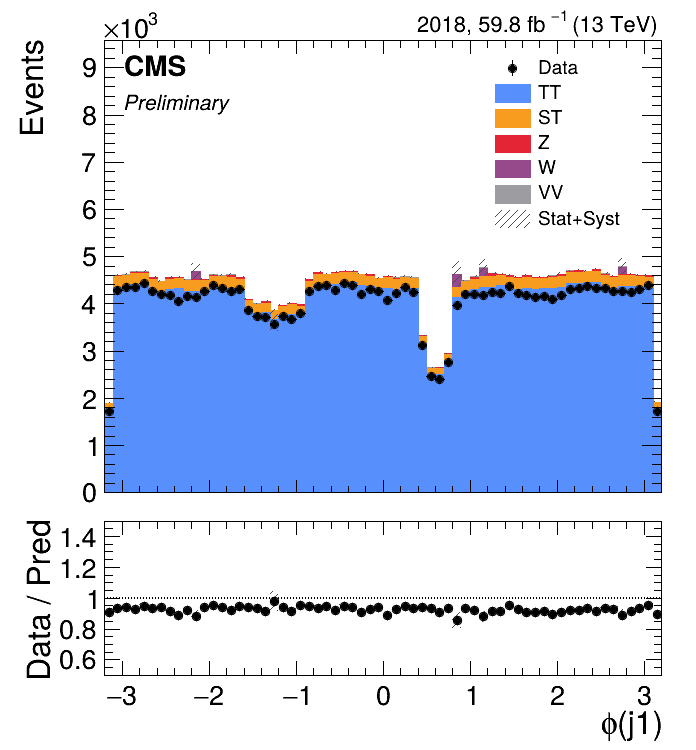 ×10³
2018, 59.8 fb⁻¹ (13 TeV)
Events
CMS
Preliminary
Data
TT
ST
Z
W
VV
Stat+Syst
9
8
7
6
5
4
3
2
1
0
Data / Pred
1.4
1.2
1
0.8
0.6
−3 −2 −1 0 1 2 3
ϕ(j1)